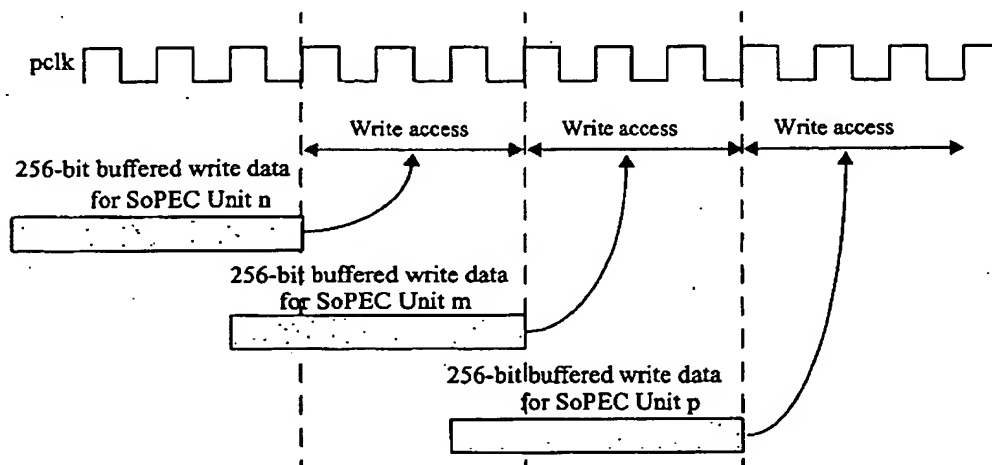 pclk
Write access
Write access
Write access
256-bit buffered write data
for SoPEC Unit n
256-bit buffered write data
for SoPEC Unit m
256-bit buffered write data
for SoPEC Unit p